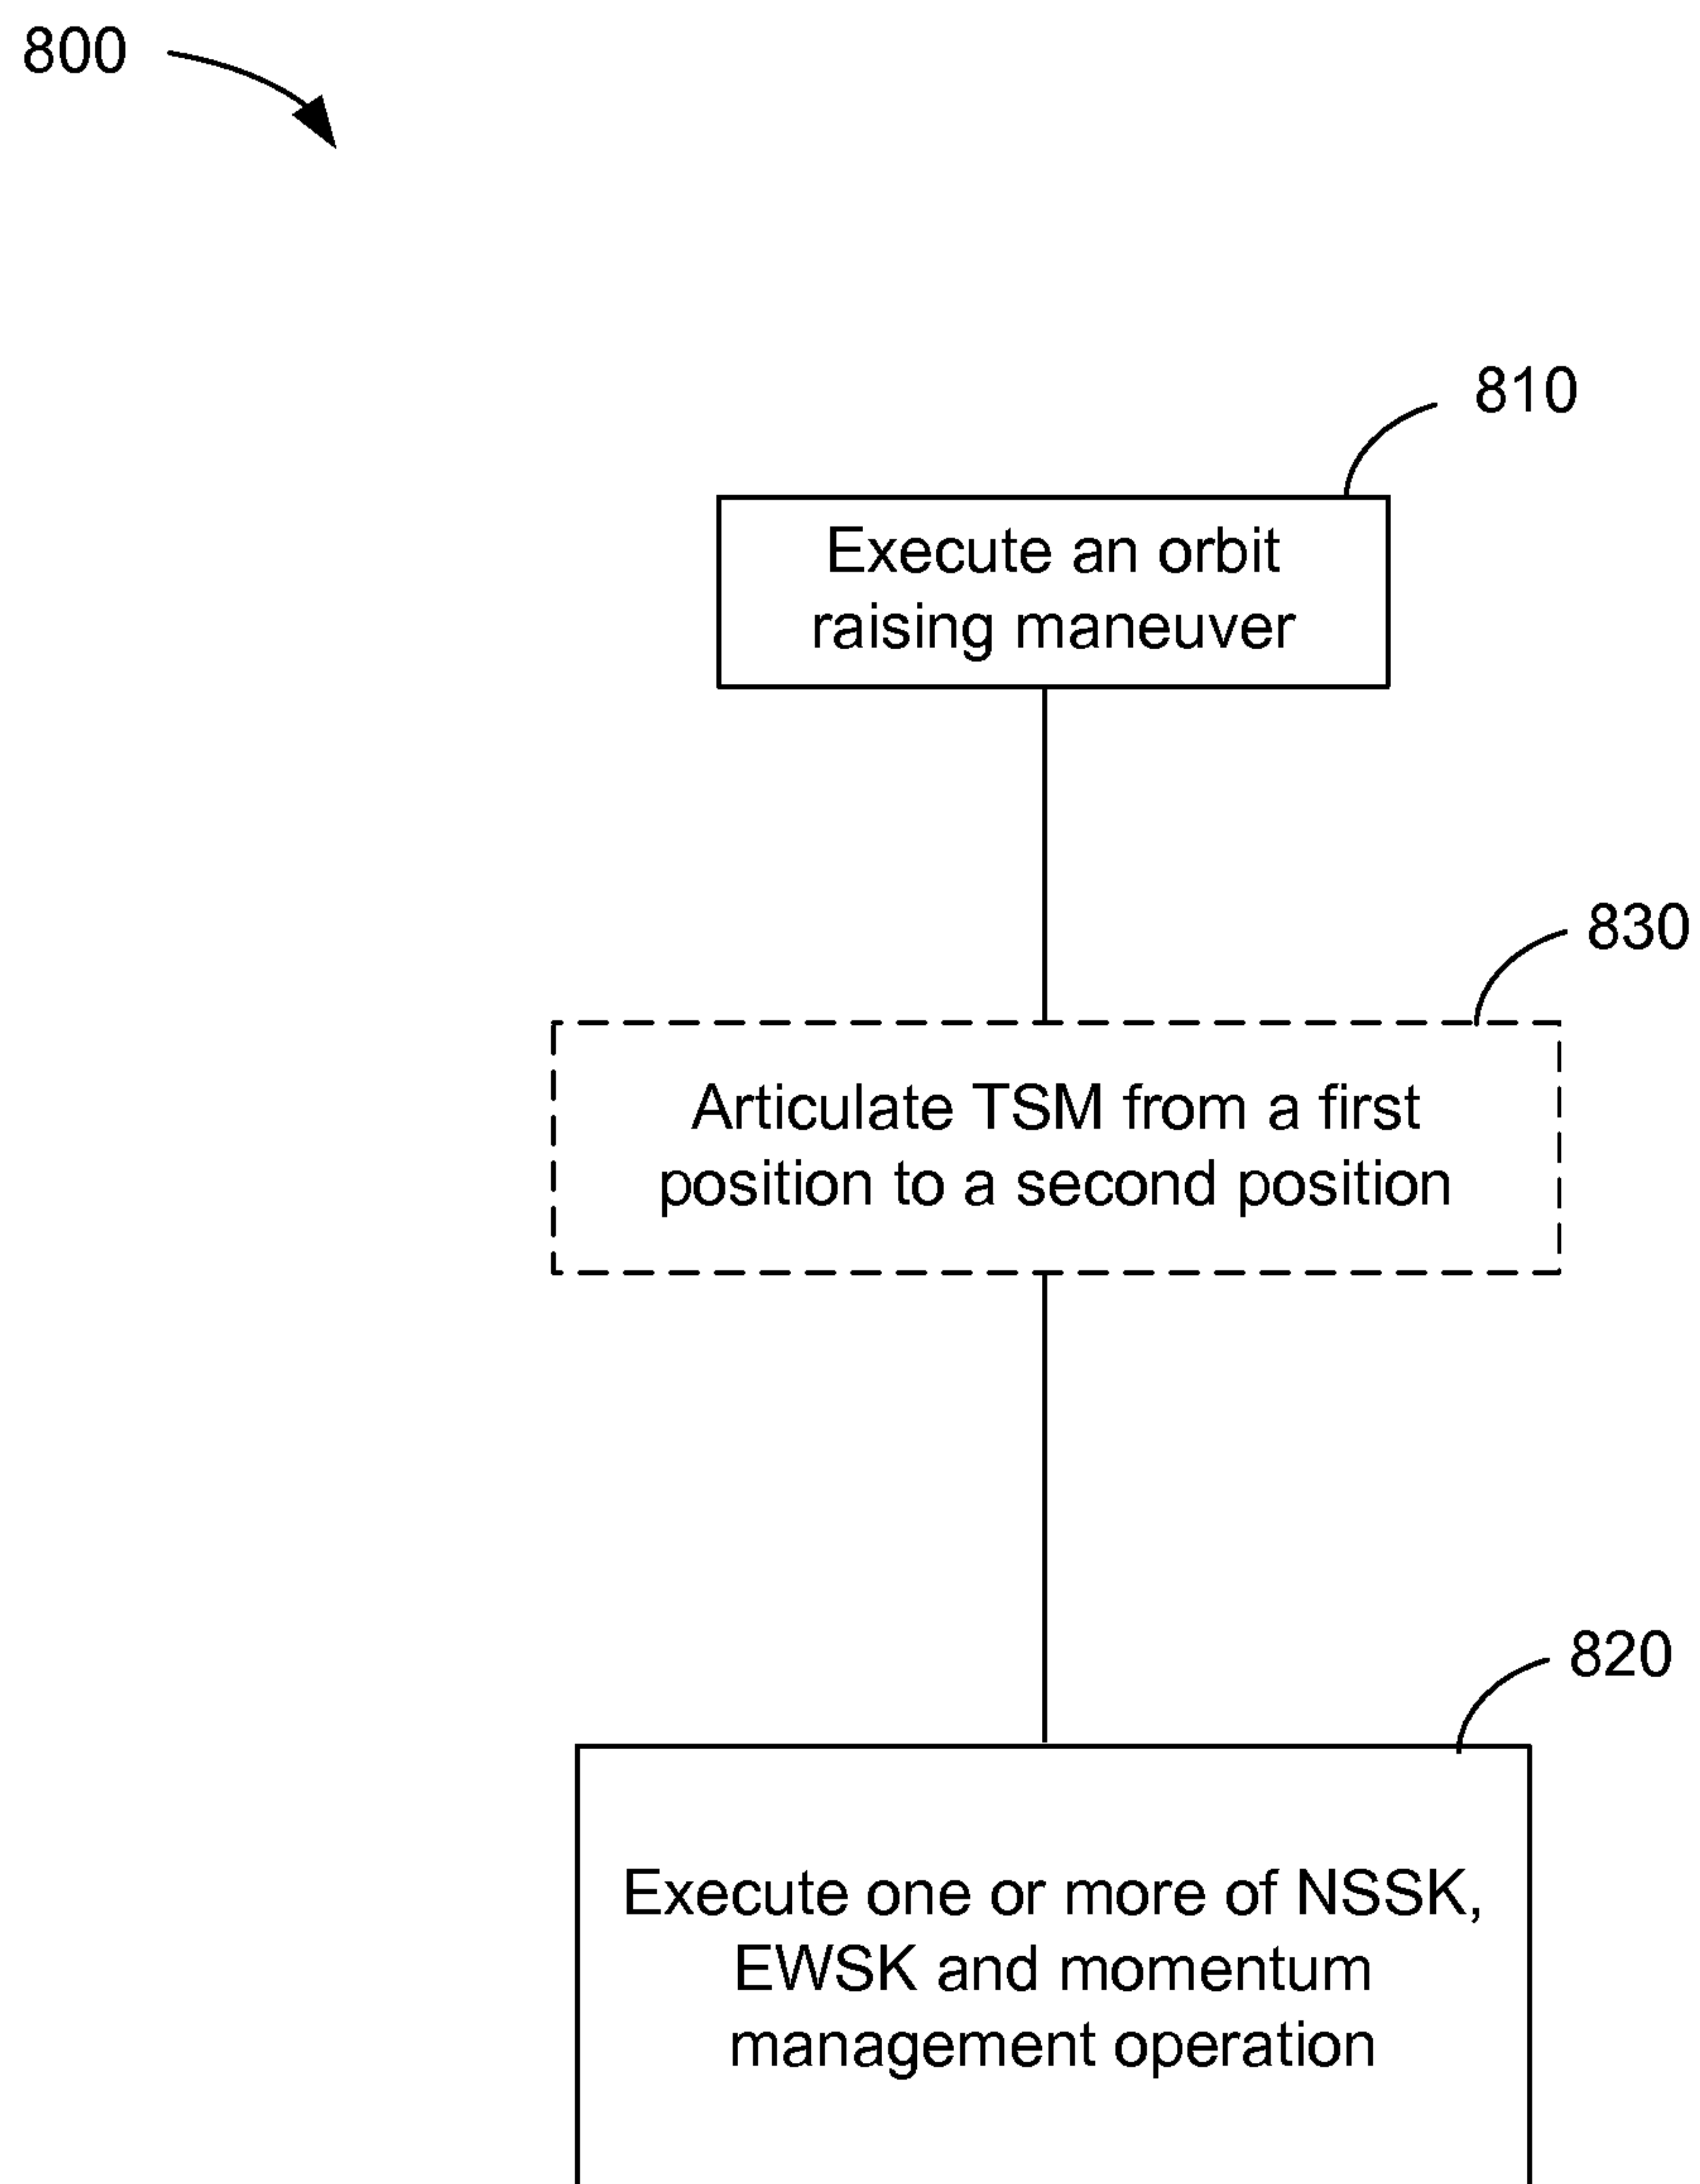 800
810
Execute an orbit
raising maneuver
830
Articulate TSM from a first
position to a second position
820
Execute one or more of NSSK,
EWSK and momentum
management operation